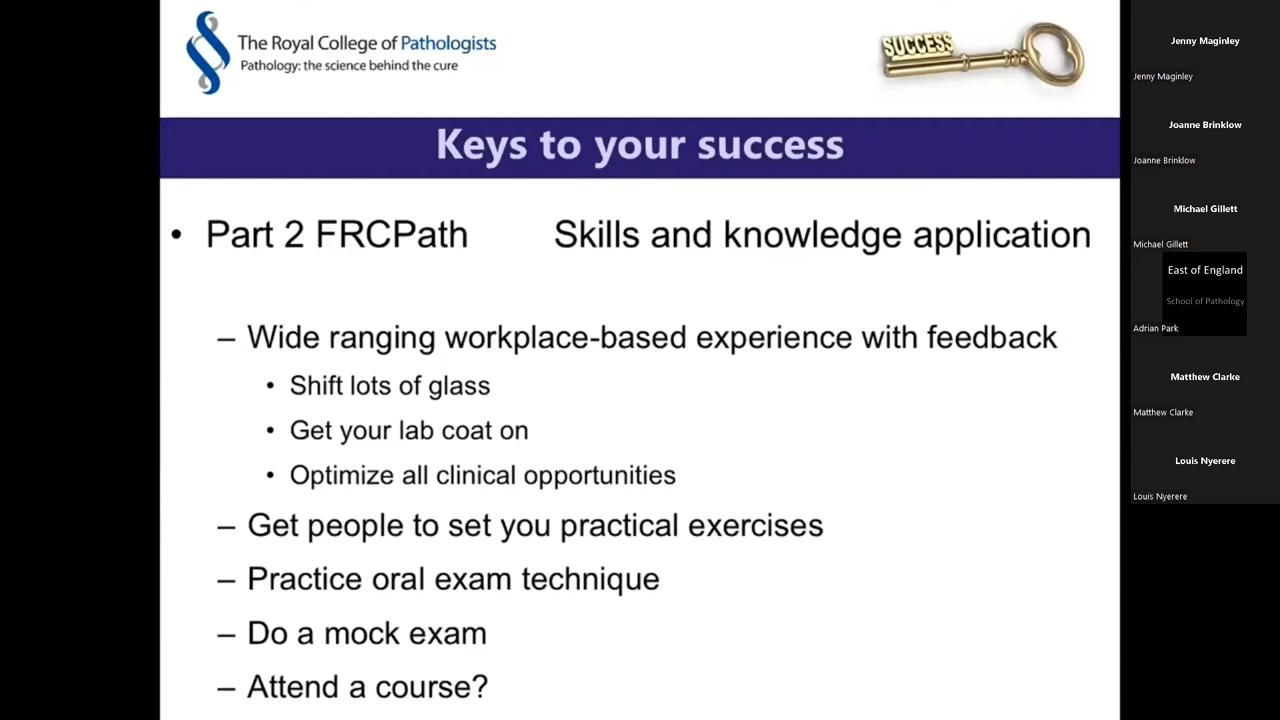 The Royal College of Pathologists
Pathology: the science behind the cure
SUCCESS
Keys to your success
• Part 2 FRCPath Skills and knowledge application
– Wide ranging workplace-based experience with feedback
• Shift lots of glass
• Get your lab coat on
• Optimize all clinical opportunities
– Get people to set you practical exercises
– Practice oral exam technique
– Do a mock exam
– Attend a course?
Jenny Maginley
Jenny Maginley
Joanne Brinklow
Joanne Brinklow
Michael Gillett
Michael Gillett
East of England
School of Pathology
Adrian Park
Matthew Clarke
Matthew Clarke
Louis Nyerere
Louis Nyerere